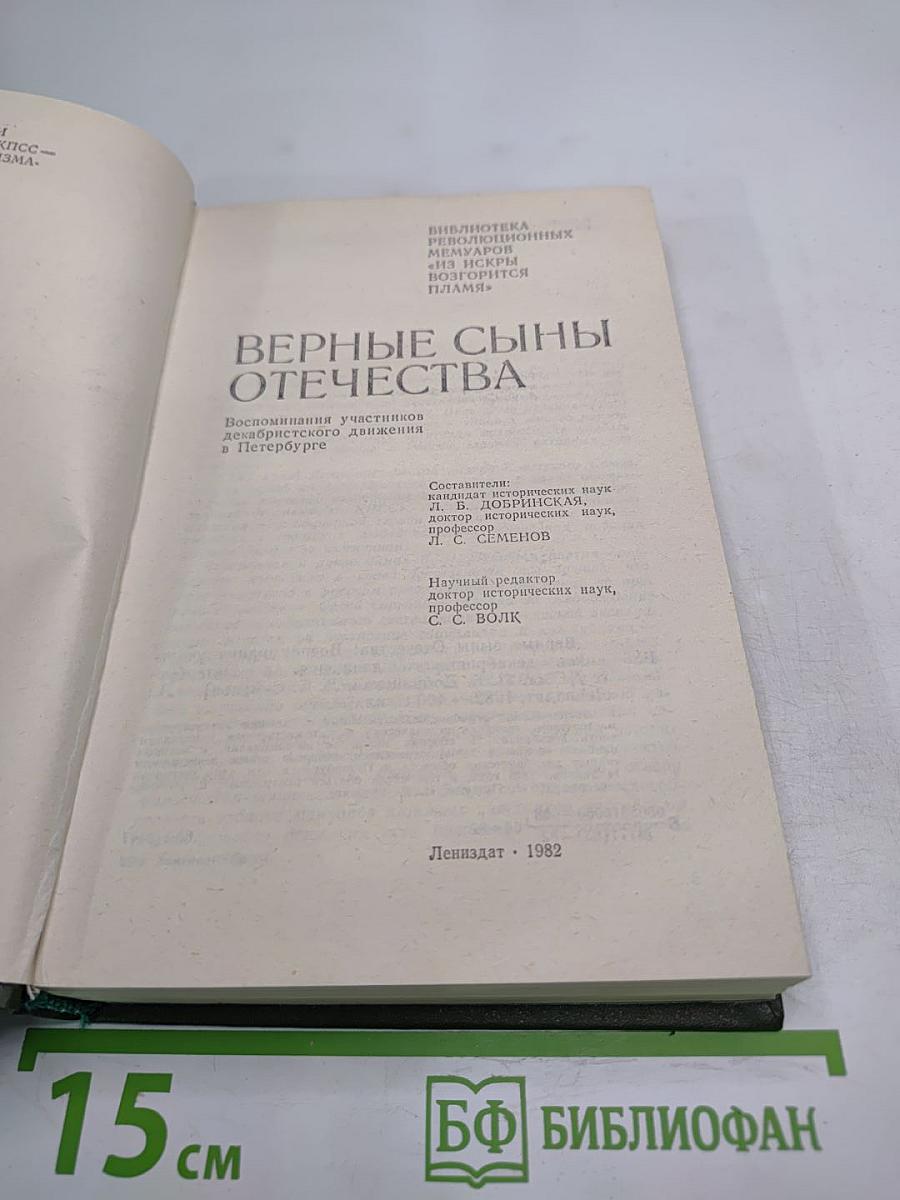 И
КПСС—
ИЗМА»
БИБЛИОТЕКА
РЕВОЛЮЦИОННЫХ
МЕМУАРОВ
«ИЗ ИСКРЫ
ВОЗГОРИТСЯ
ПЛАМЯ»
ВЕРНЫЕ СЫНЫ
ОТЕЧЕСТВА
Воспоминания участников
декабристского движения
в Петербурге
Составители:
кандидат исторических наук
Л. Б. ДОБРИНСКАЯ,
доктор исторических наук,
профессор
Л. С. СЕМЕНОВ
Научный редактор
доктор исторических наук,
профессор
С. С. ВОЛК
Лениздат · 1982
15 см
БФ БИБЛИОФАН